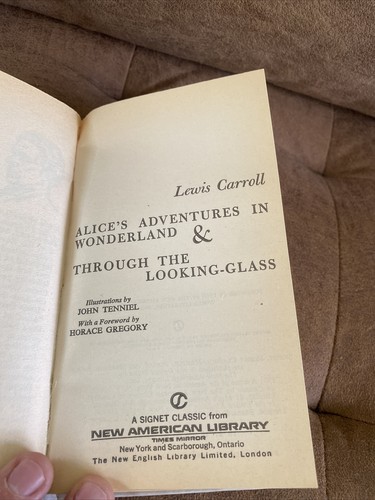 Lewis Carroll
ALICE'S ADVENTURES IN
WONDERLAND &
THROUGH THE
LOOKING-GLASS
Illustrations by
JOHN TENNIEL
With a Foreword by
HORACE GREGORY
A SIGNET CLASSIC from
NEW AMERICAN LIBRARY
TIMES MIRROR
New York and Scarborough, Ontario
The New English Library Limited, London